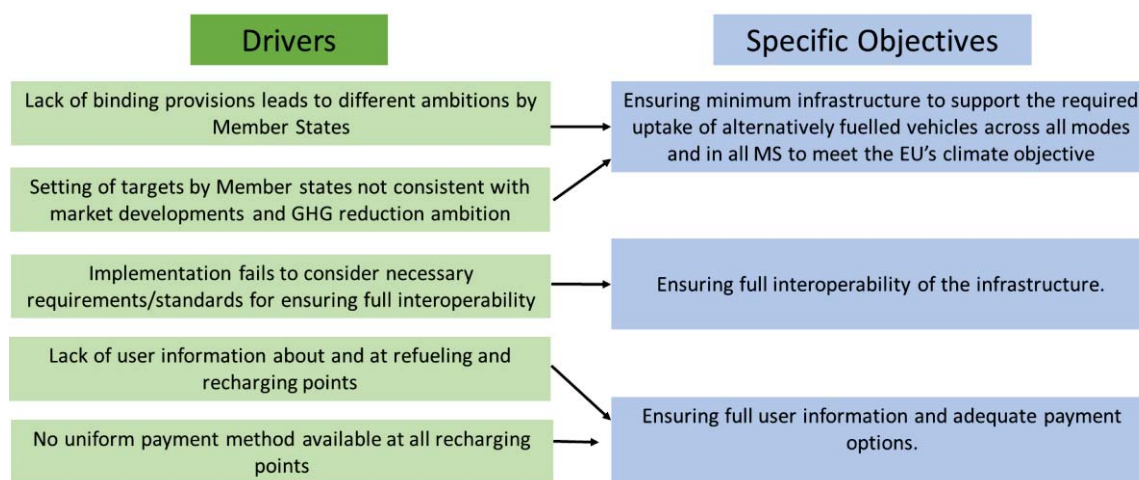 Drivers
Specific Objectives
Lack of binding provisions leads to different ambitions by
Member States
Ensuring minimum infrastructure to support the required
uptake of alternatively fuelled vehicles across all modes
and in all MS to meet the EU's climate objective
Setting of targets by Member states not consistent with
market developments and GHG reduction ambition
Implementation fails to consider necessary
requirements/standards for ensuring full interoperability
Ensuring full interoperability of the infrastructure.
Lack of user information about and at refueling and
recharging points
Ensuring full user information and adequate payment
options.
No uniform payment method available at all recharging
points